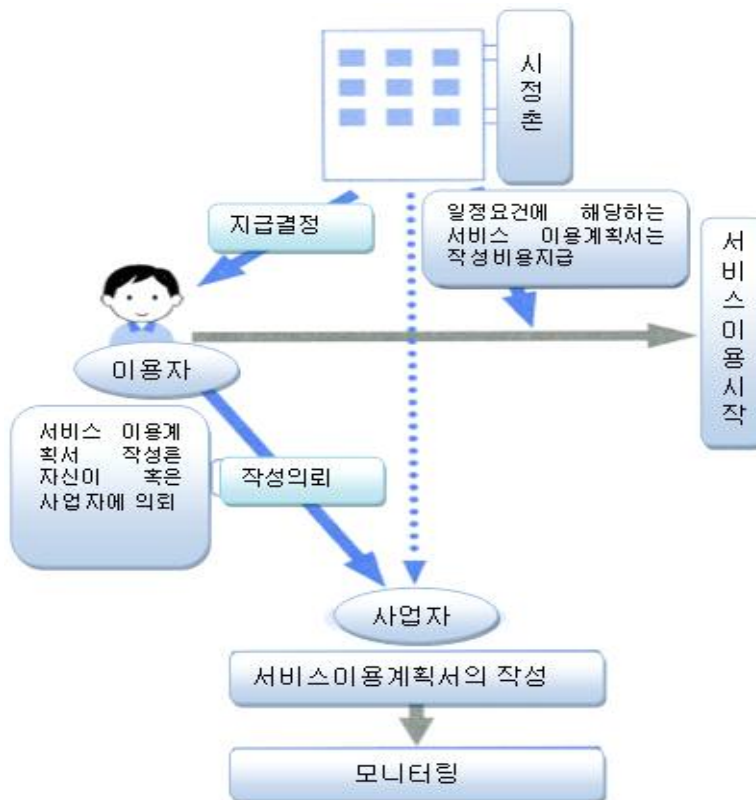 시
정
촌
지급결정
일정요건에 해당하는
서비스 이용계획서는
작성비용지급
서
비
스
이
용
시
작
이용자
서비스 이용계
획서 작성른
자신이 혹은
사업자에 의뢰
작성의뢰
사업자
서비스이용계획서의 작성
모니터링